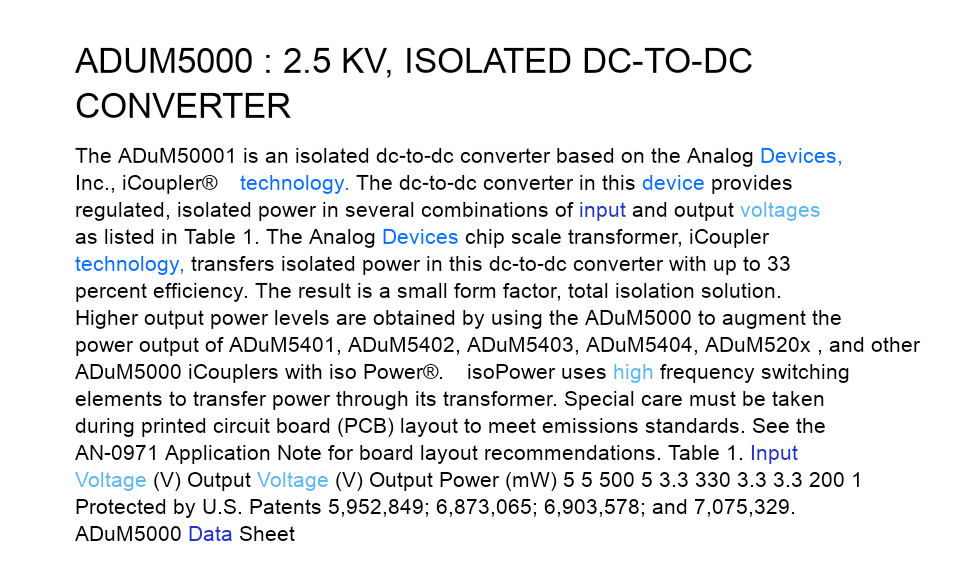 ADUM5000 : 2.5 KV, ISOLATED DC-TO-DC
CONVERTER
The ADuM50001 is an isolated dc-to-dc converter based on the Analog Devices,
Inc., iCoupler® technology. The dc-to-dc converter in this device provides
regulated, isolated power in several combinations of input and output voltages
as listed in Table 1. The Analog Devices chip scale transformer, iCoupler
technology, transfers isolated power in this dc-to-dc converter with up to 33
percent efficiency. The result is a small form factor, total isolation solution.
Higher output power levels are obtained by using the ADuM5000 to augment the
power output of ADuM5401, ADuM5402, ADuM5403, ADuM5404, ADuM520x , and other
ADuM5000 iCouplers with iso Power®. isoPower uses high frequency switching
elements to transfer power through its transformer. Special care must be taken
during printed circuit board (PCB) layout to meet emissions standards. See the
AN-0971 Application Note for board layout recommendations. Table 1. Input
Voltage (V) Output Voltage (V) Output Power (mW) 5 5 500 5 3.3 330 3.3 3.3 200 1
Protected by U.S. Patents 5,952,849; 6,873,065; 6,903,578; and 7,075,329.
ADuM5000 Data Sheet